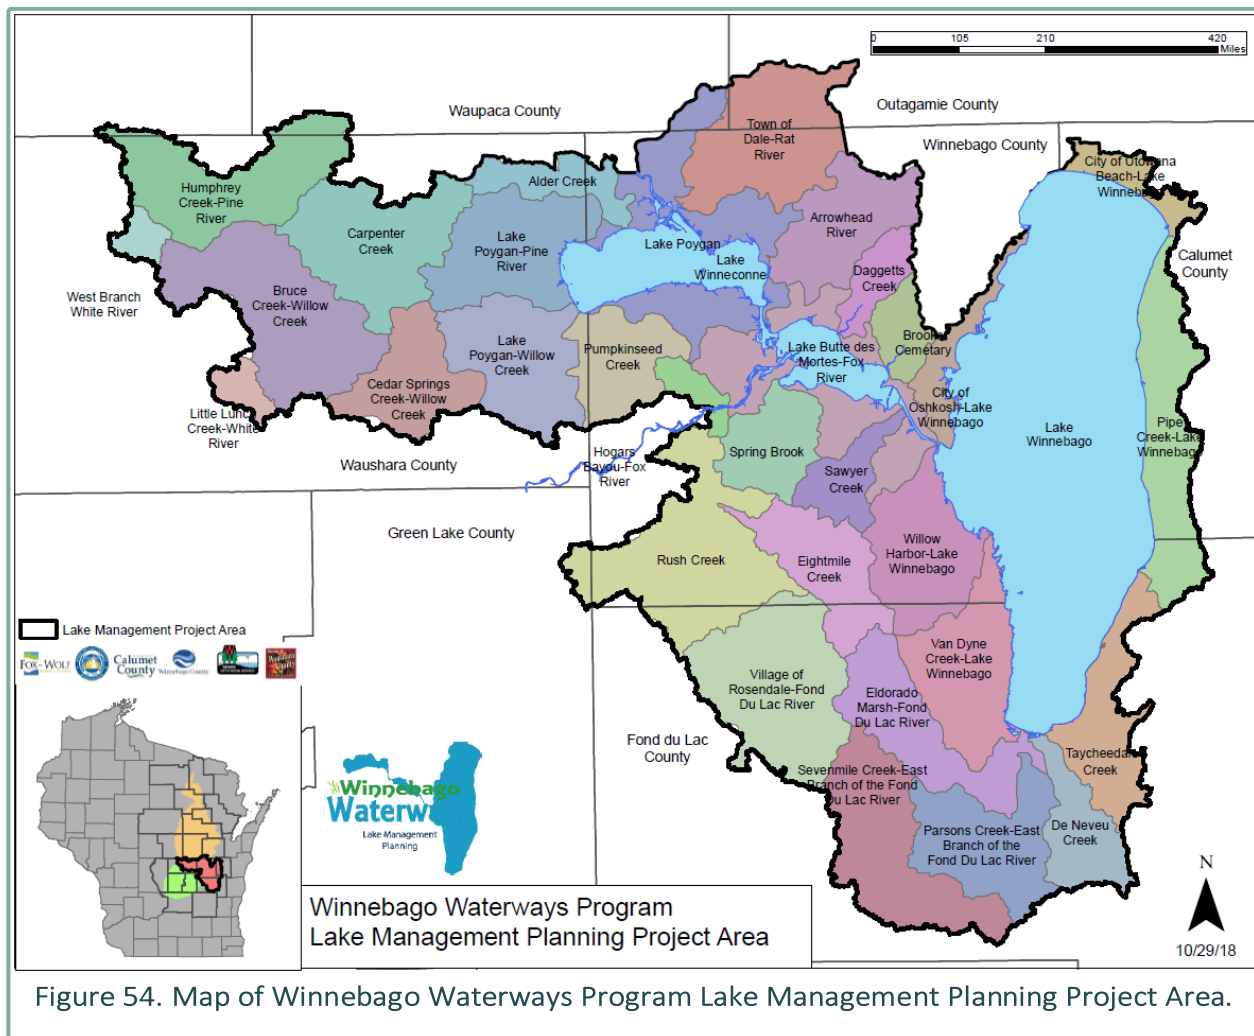 0 105 210 420
Miles
Waupaca County
Outagamie County
Winnebago County
Town of
Dale-Rat
River
City of Utowana
Beach-Lake
Winnebago
Humphrey
Creek-Pine
River
Alder Creek
Carpenter
Creek
Lake
Poygan-Pine
River
Lake Poygan
Lake
Winneconne
Arrowhead
River
Daggetts
Creek
Calumet
County
West Branch
White River
Bruce
Creek-Willow
Creek
Lake
Poygan-Willow
Creek
Pumpkinseed
Creek
Lake Butte des
Mortes-Fox
River
Brooks
Cemetery
Cedar Springs
Creek-Willow
Creek
City of
Oshkosh-Lake
Winnebago
Little Lunch
Creek-White
River
Lake
Winnebago
Pipe
Creek-Lake
Winnebago
Waushara County
Hogars
Bayou-Fox
River
Spring Brook
Sawyer
Creek
Green Lake County
Rush Creek
Eightmile
Creek
Willow
Harbor-Lake
Winnebago
Lake Management Project Area
FOX-WOLF
Calumet
County
Winnebago County
Van Dyne
Creek-Lake
Winnebago
Village of
Rosendale-Fond
Du Lac River
Eldorado
Marsh-Fond
Du Lac River
Fond du Lac
County
Taycheedah
Creek
Sevenmile Creek-East
Branch of the Fond
Du Lac River
Winnebago
Waterways
Lake Management
Planning
Parsons Creek-East
Branch of the
Fond Du Lac River
De Neveu
Creek
N
10/29/18
Winnebago Waterways Program
Lake Management Planning Project Area
Figure 54. Map of Winnebago Waterways Program Lake Management Planning Project Area.